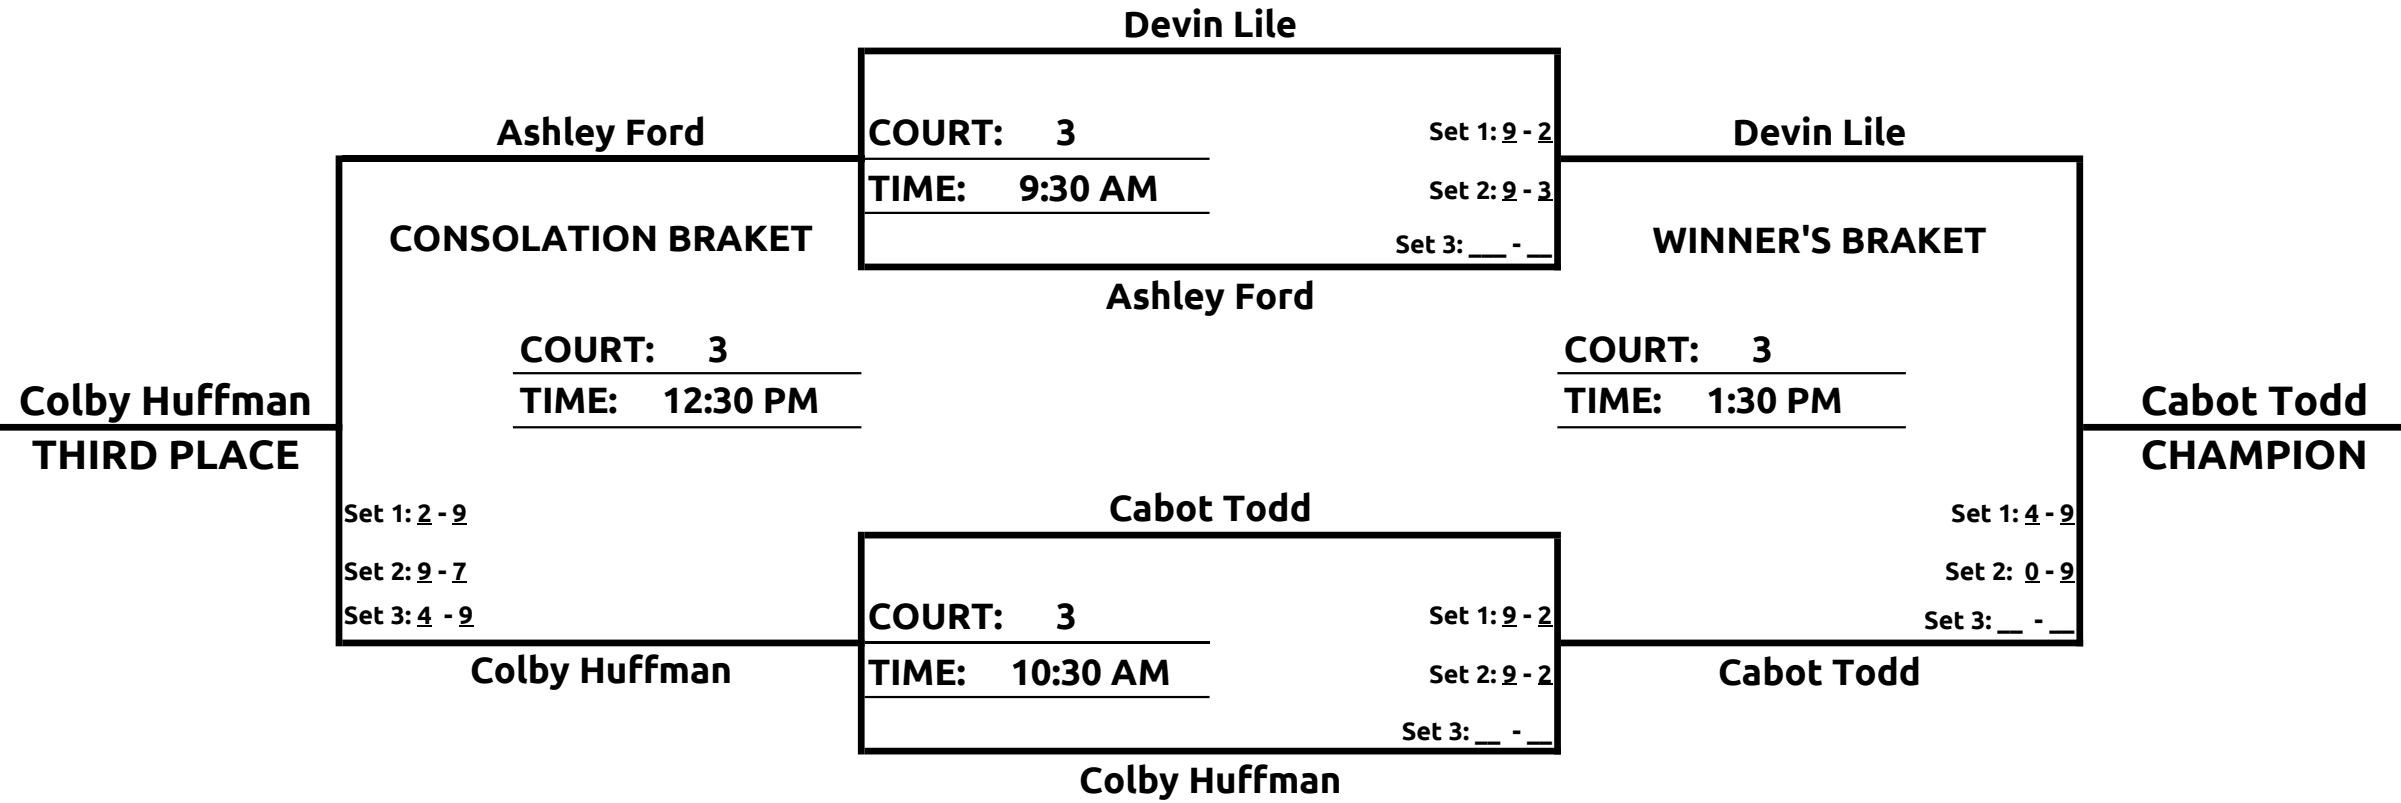 Devin Lile
Ashley Ford
COURT: 3
Set 1: 9 - 2
Devin Lile
TIME: 9:30 AM
Set 2: 9 - 3
CONSOLATION BRAKET
Set 3: ___ - __
WINNER'S BRAKET
Ashley Ford
COURT: 3
COURT: 3
Colby Huffman
TIME: 12:30 PM
TIME: 1:30 PM
Cabot Todd
THIRD PLACE
CHAMPION
Cabot Todd
Set 1: 2 - 9
Set 1: 4 - 9
Set 2: 9 - 7
Set 2: 0 - 9
Set 3: 4 - 9
COURT: 3
Set 1: 9 - 2
Set 3: __ - __
Colby Huffman
TIME: 10:30 AM
Set 2: 9 - 2
Cabot Todd
Set 3: __ - __
Colby Huffman